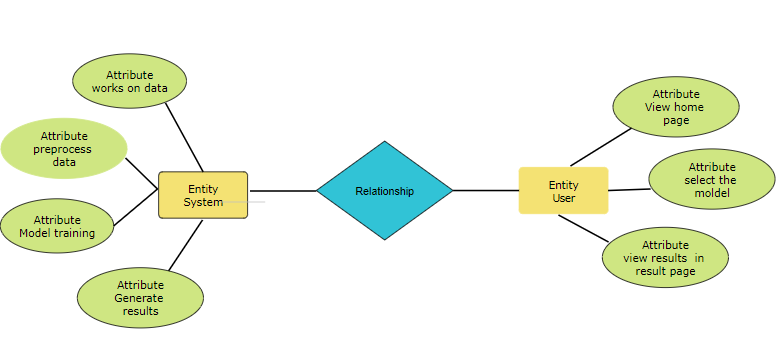 Attribute
works on data
Attribute
preprocess
data
Attribute
Model training
Attribute
Generate
results
Entity
System
Relationship
Entity
User
Attribute
View home
page
Attribute
select the
moldel
Attribute
view results in
result page